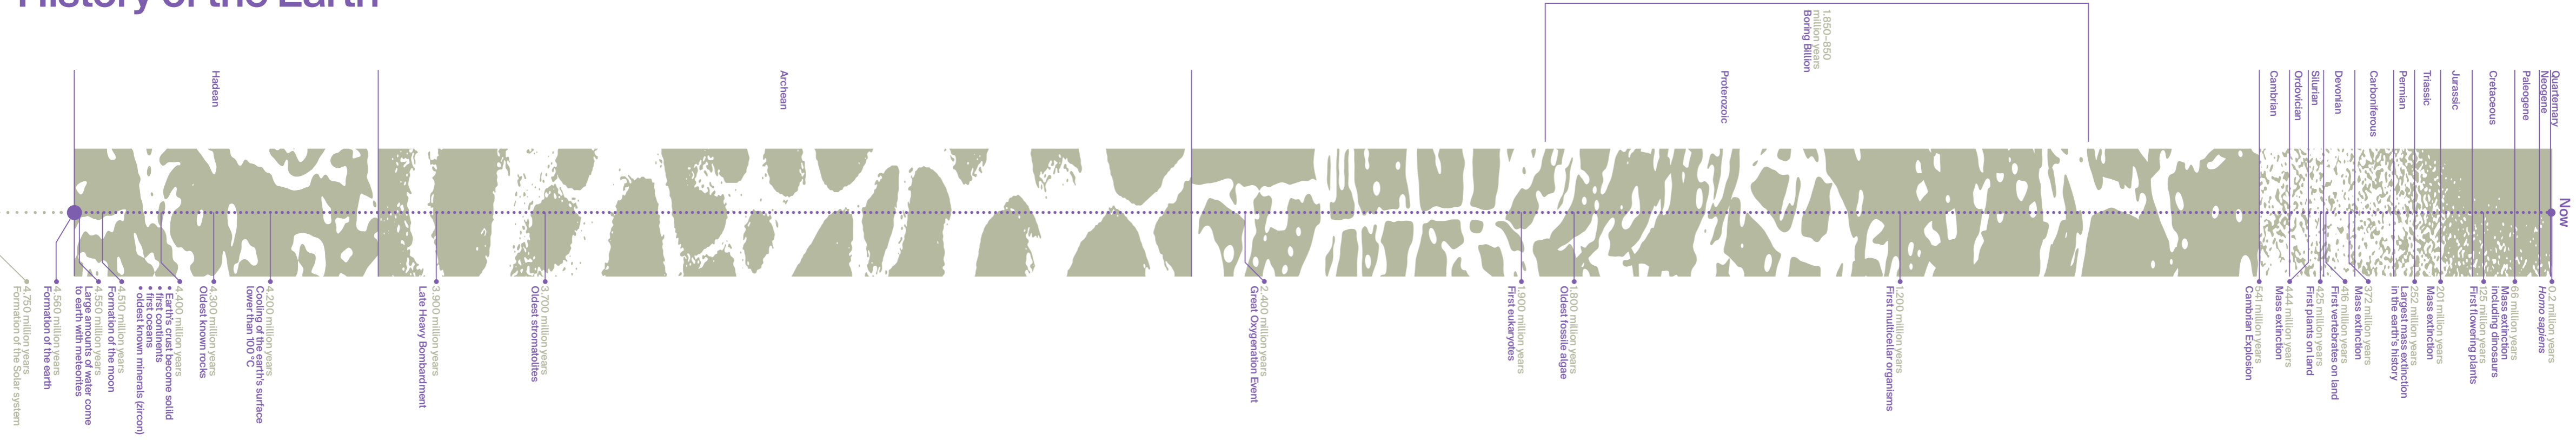 History of the Earth
Hadean
Archean
1.850–850
million years
Boring Billion
Proterozoic
Cambrian
Ordovician
Silurian
Devonian
Carboniferous
Permian
Triassic
Jurassic
Cretaceous
Paleogene
Neogene
Quarternary
Now
4.750 million years
Formation of the Solar system
4.560 million years
Formation of the earth
4.550 million years
Large amounts of water come
to earth with meteorites
4.510 million years
Formation of the moon
4.400 million years
• Earth's crust become solid
• first continents
• first oceans
• oldest known minerals (zircon)
4.300 million years
Oldest known rocks
4.200 million years
Cooling of the earth's surface
lower than 100 °C
3.900 million years
Late Heavy Bombardment
3.700 million years
Oldest stromatolites
2.400 million years
Great Oxygenation Event
1.900 million years
First eukaryotes
1.800 million years
Oldest fossile algae
1.200 million years
First multicellar organisms
541 million years
Cambrian Explosion
444 million years
Mass extinction
425 million years
First plants on land
416 million years
First vertebrates on land
372 million years
Mass extinction
252 million years
Largest mass extinction
in the earth's history
201 million years
Mass extinction
125 million years
First flowering plants
66 million years
Mass extinction
including dinosaurs
0.2 million years
Homo sapiens